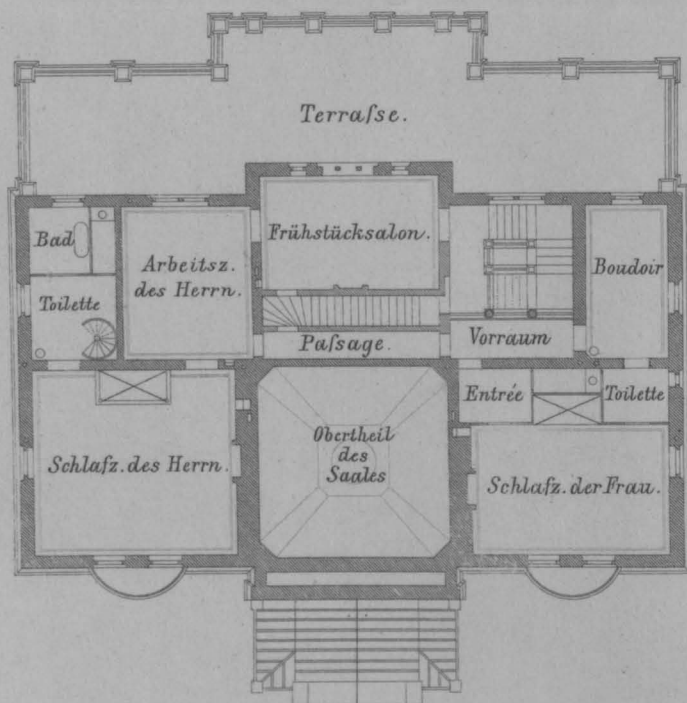 Terraſse.
Bad
Arbeitsz.
des Herrn.
Frühstücksalon.
Boudoir
Toilette
Paſsage.
Vorraum
Entrée
Toilette
Obertheil
des
Saales
Schlafz. des Herrn.
Schlafz. der Frau.